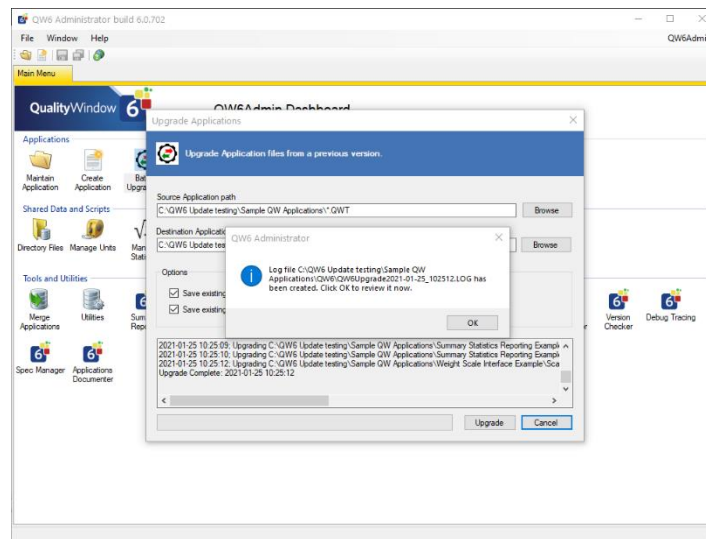 QW6 Administrator build 6.0.702
File Window Help
QW6Admi
Main Menu
QualityWindow 6
QW6Admin Dashboard
Applications
Maintain Application
Create Application
Upgra
Shared Data and Scripts
Directory Files
Manage Units
Tools and Utilities
Merge Applications
Utilities
Version Checker
Debug Tracing
Spec Manager
Applications Documenter
Upgrade Applications
Upgrade Application files from a previous version.
Source Application path
C:\QW6 Update testing\Sample QW Applications\*.QWT
Browse
Destination Applicatio
C:\QW6 Update tes
Browse
Options
Save existing
Save existing
QW6 Administrator
Log file C:\QW6 Update testing\Sample QW
Applications\QW6\QW6Upgrade2021-01-25_102512.LOG has
been created. Click OK to review it now.
OK
2021-01-25 10:25:09; Upgrading C:\QW6 Update testing\Sample QW Applications\Summary Statistics Reporting Exampl
2021-01-25 10:25:10; Upgrading C:\QW6 Update testing\Sample QW Applications\Summary Statistics Reporting Exampl
2021-01-25 10:25:12; Upgrading C:\QW6 Update testing\Sample QW Applications\Weight Scale Interface Example\Sca
Upgrade Complete: 2021-01-25 10:25:12
Upgrade
Cancel